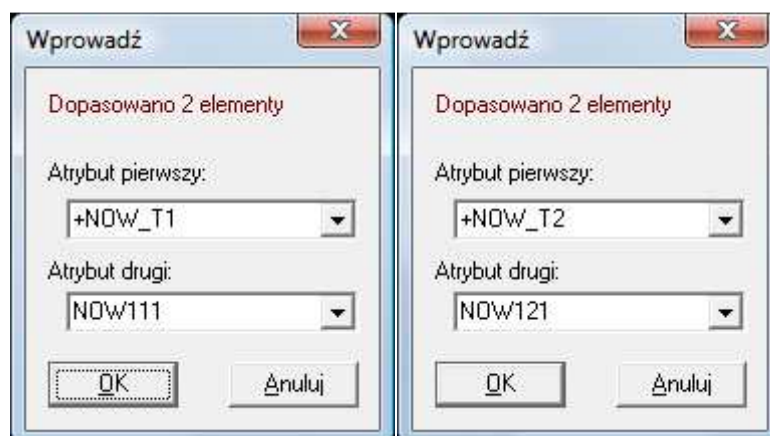 Wprowadź
Dopasowano 2 elementy
Atrybut pierwszy:
+NOW_T1
Atrybut drugi:
NOW111
OK
Anuluj
Wprowadź
Dopasowano 2 elementy
Atrybut pierwszy:
+NOW_T2
Atrybut drugi:
NOW121
OK
Anuluj